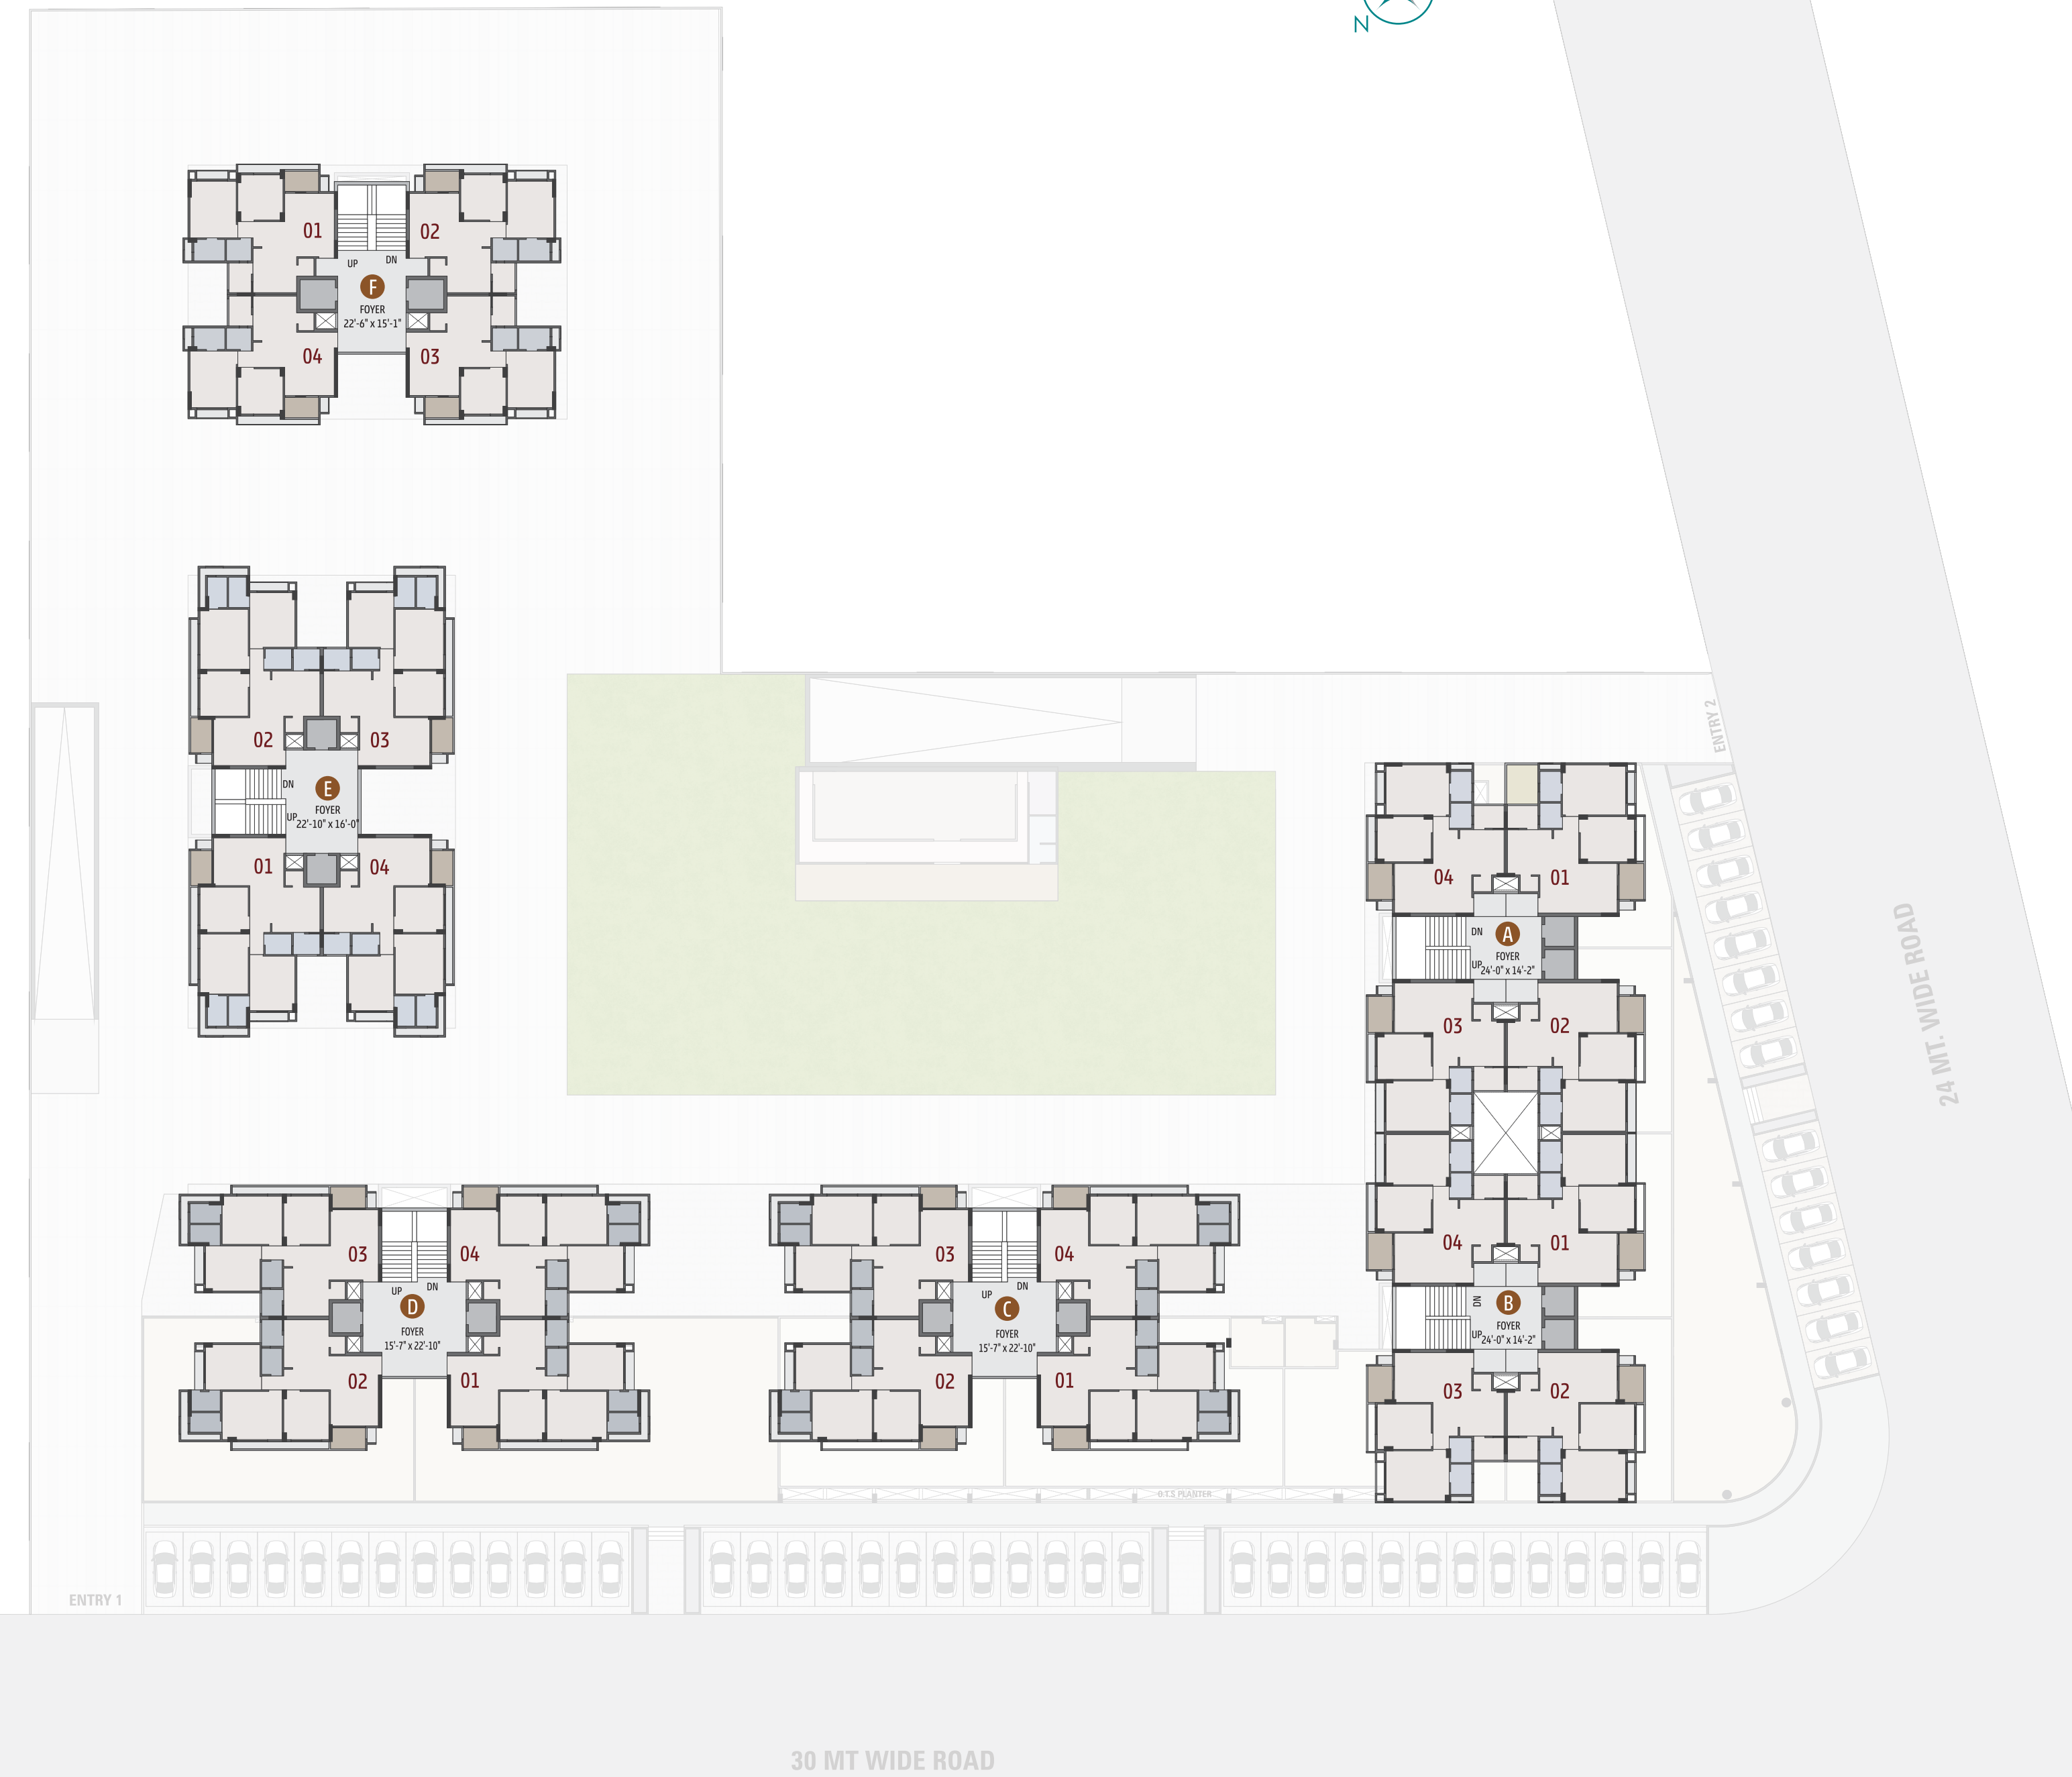 N
01
02
UP
DN
F
FOYER
22'-6" x 15'-1"
04
03
02
03
DN
E
FOYER
UP
22'-10" x 16'-0"
01
04
ENTRY 2
04
01
DN
A
FOYER
UP
24'-0" x 14'-2"
03
02
24 MT. WIDE ROAD
03
04
UP
DN
D
FOYER
15'-7" x 22'-10"
02
01
03
04
UP
DN
C
FOYER
15'-7" x 22'-10"
02
01
04
01
DN
B
FOYER
UP
24'-0" x 14'-2"
03
02
O.T.S PLANTER
ENTRY 1
30 MT WIDE ROAD